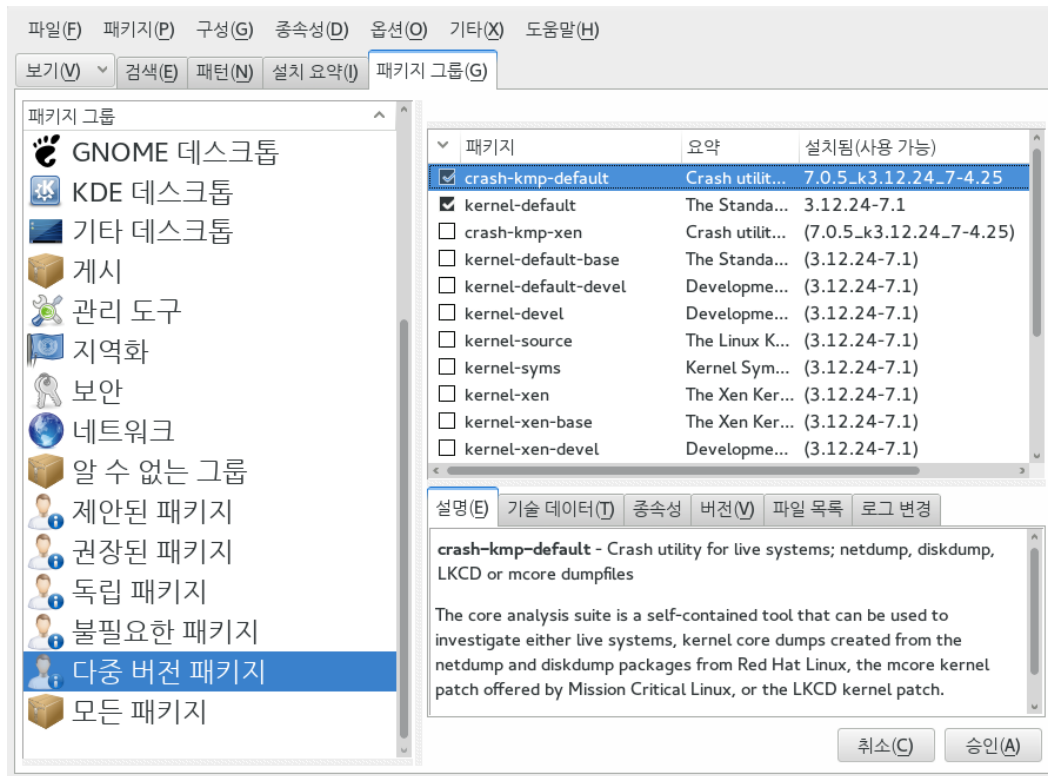 파일(F) 패키지(P) 구성(G) 종속성(D) 옵션(O) 기타(X) 도움말(H)
보기(V) 검색(E) 패턴(N) 설치 요약(I) 패키지 그룹(G)
패키지 그룹
GNOME 데스크톱
KDE 데스크톱
기타 데스크톱
게시
관리 도구
지역화
보안
네트워크
알 수 없는 그룹
제안된 패키지
권장된 패키지
독립 패키지
불필요한 패키지
다중 버전 패키지
모든 패키지
패키지 요약 설치됨(사용 가능)
crash-kmp-default Crash utilit... 7.0.5_k3.12.24_7-4.25
kernel-default The Standa... 3.12.24-7.1
crash-kmp-xen Crash utilit... (7.0.5_k3.12.24_7-4.25)
kernel-default-base The Standa... (3.12.24-7.1)
kernel-default-devel Developme... (3.12.24-7.1)
kernel-devel Developme... (3.12.24-7.1)
kernel-source The Linux K... (3.12.24-7.1)
kernel-syms Kernel Sym... (3.12.24-7.1)
kernel-xen The Xen Ker... (3.12.24-7.1)
kernel-xen-base The Xen Ker... (3.12.24-7.1)
kernel-xen-devel Developme... (3.12.24-7.1)
설명(E) 기술 데이터(T) 종속성 버전(V) 파일 목록 로그 변경
crash-kmp-default - Crash utility for live systems; netdump, diskdump,
LKCD or mcore dumpfiles
The core analysis suite is a self-contained tool that can be used to
investigate either live systems, kernel core dumps created from the
netdump and diskdump packages from Red Hat Linux, the mcore kernel
patch offered by Mission Critical Linux, or the LKCD kernel patch.
취소(C) 승인(A)